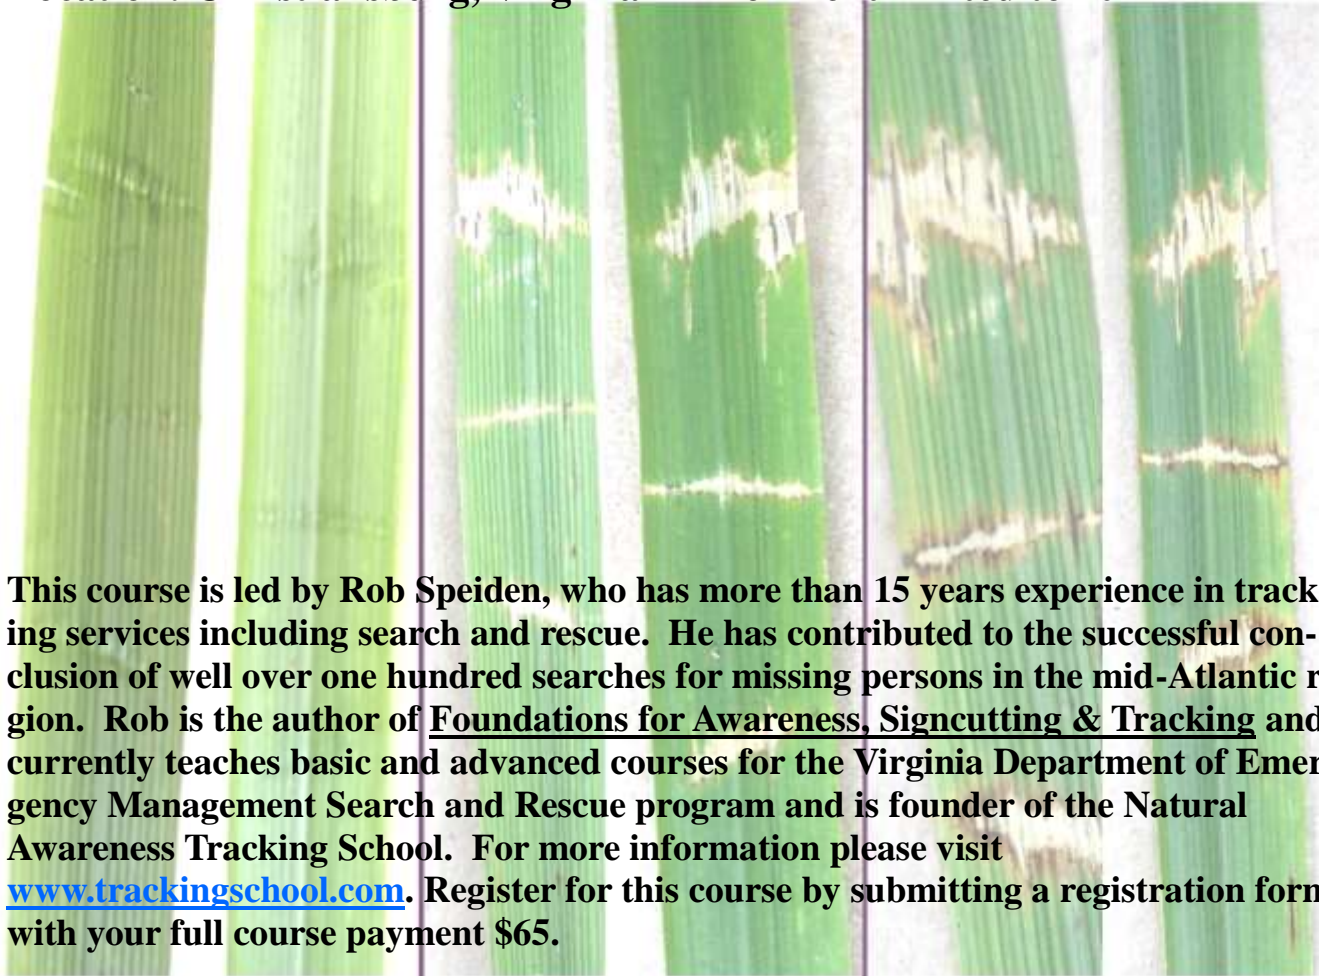 This course is led by Rob Speiden, who has more than 15 years experience in track
ing services including search and rescue.  He has contributed to the successful con-
clusion of well over one hundred searches for missing persons in the mid-Atlantic r
gion.  Rob is the author of Foundations for Awareness, Signcutting & Tracking and
currently teaches basic and advanced courses for the Virginia Department of Emer
gency Management Search and Rescue program and is founder of the Natural
Awareness Tracking School.  For more information please visit
www.trackingschool.com. Register for this course by submitting a registration form
with your full course payment $65.